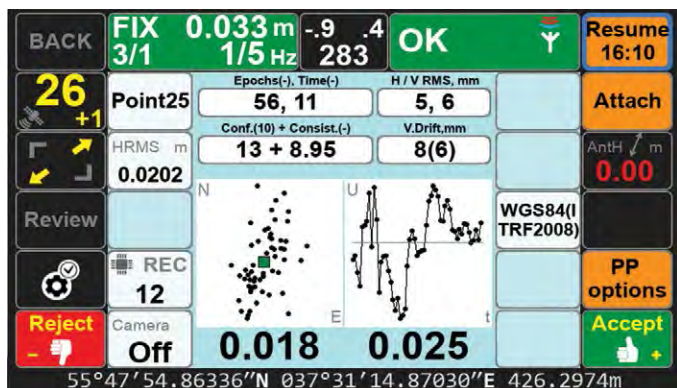 BACK
FIX 0.033 m
3/1 1/5 Hz
-.9 .4
283
OK
Resume
16:10
26
+1
Point25
Epochs(-), Time(-)
56, 11
H / V RMS, mm
5, 6
Attach
Conf.(10) + Consist.(-)
13 + 8.95
V.Drift,mm
8(6)
HRMS m
0.0202
AntH m
0.00
Review
N
U
WGS84(I
TRF2008)
REC
12
PP
options
E
t
Reject
-
Camera
Off
0.018
0.025
Accept
+
55°47′54.86336″N 037°31′14.87030″E 426.2974m